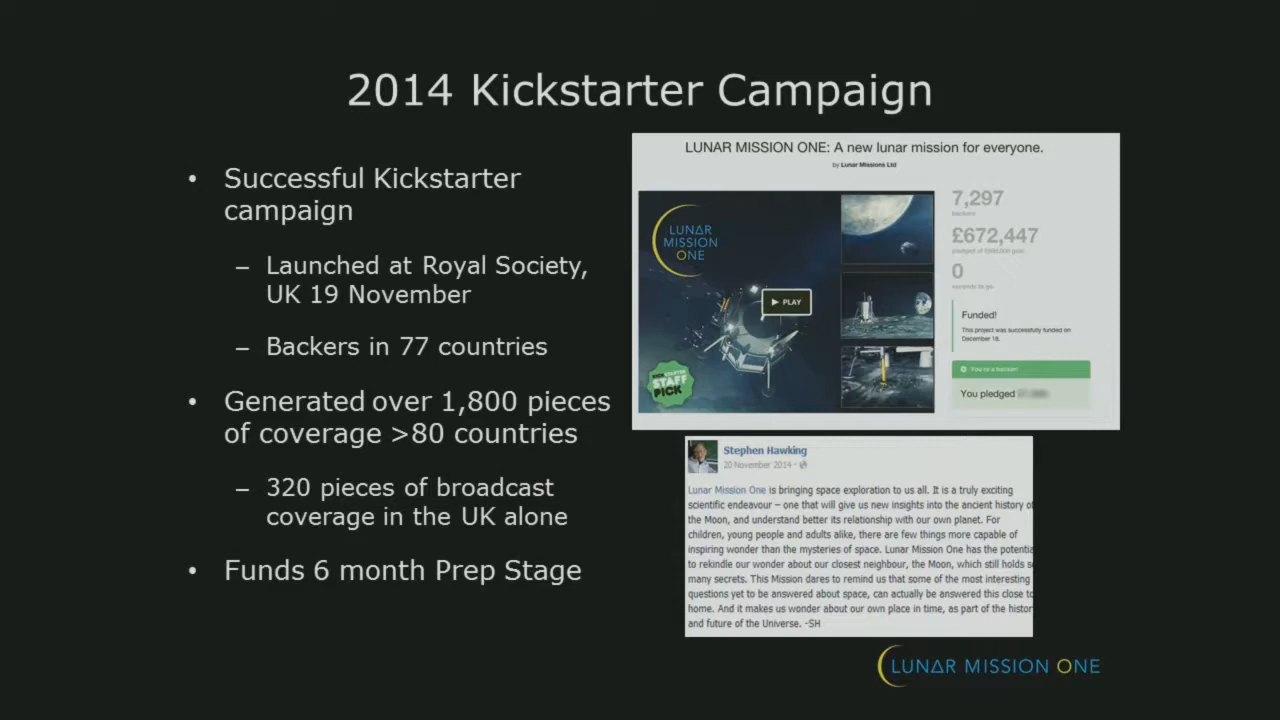 2014 Kickstarter Campaign
• Successful Kickstarter
campaign
– Launched at Royal Society,
UK 19 November
– Backers in 77 countries
• Generated over 1,800 pieces
of coverage >80 countries
– 320 pieces of broadcast
coverage in the UK alone
• Funds 6 month Prep Stage
LUNAR MISSION ONE: A new lunar mission for everyone.
by Lunar Missions Ltd
LUNAR
MISSION
ONE
PLAY
KICKSTARTER
STAFF
PICK
7,297
backers
£672,447
0
seconds to go
Funded!
This project was successfully funded on
December 18.
You're a backer!
You pledged
Stephen Hawking
20 November 2014
Lunar Mission One is bringing space exploration to us all. It is a truly exciting
scientific endeavour – one that will give us new insights into the ancient history of
the Moon, and understand better its relationship with our own planet. For
children, young people and adults alike, there are few things more capable of
inspiring wonder than the mysteries of space. Lunar Mission One has the potentia
to rekindle our wonder about our closest neighbour, the Moon, which still holds s
many secrets. This Mission dares to remind us that some of the most interesting
questions yet to be answered about space, can actually be answered this close to
home. And it makes us wonder about our own place in time, as part of the histor
and future of the Universe. -SH
LUNAR MISSION ONE